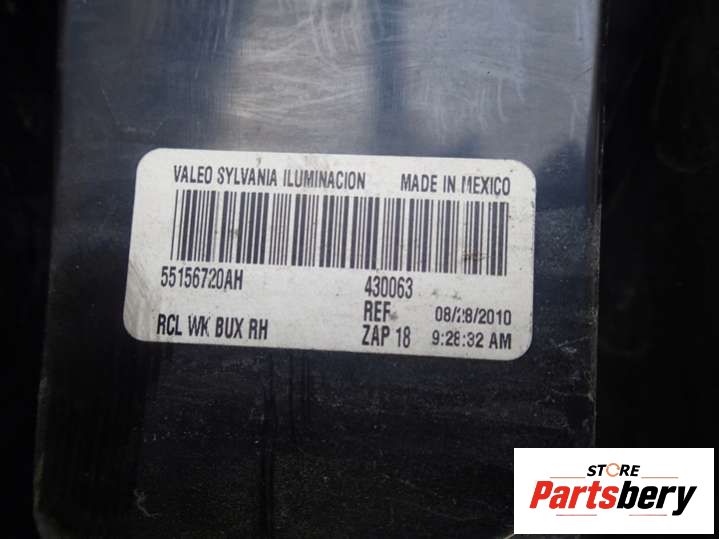 VALEO SYLVANIA ILUMINACION MADE IN MEXICO
55156720AH 430063
REF 08/28/2010
RCL WK BUX RH ZAP 18 9:28:32 AM
STORE
Partsbery